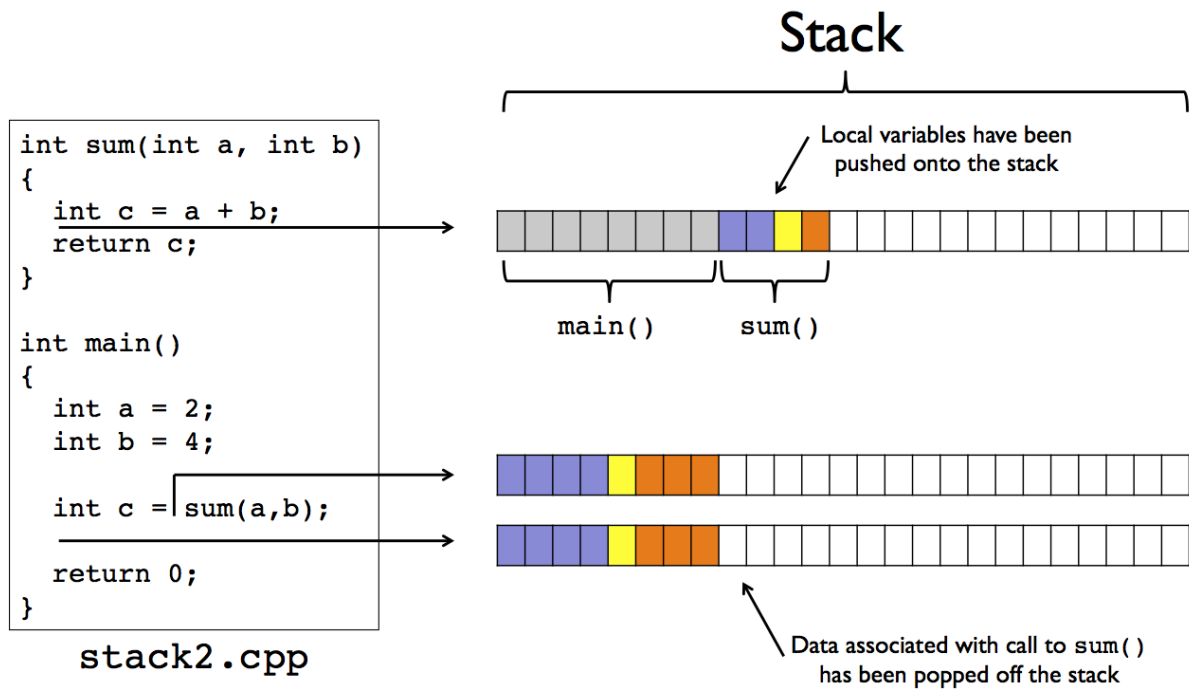 Stack
int sum(int a, int b)
{
  int c = a + b;
  return c;
}

int main()
{
  int a = 2;
  int b = 4;

  int c = sum(a,b);

  return 0;
}
stack2.cpp
Local variables have been
pushed onto the stack
main()
sum()
Data associated with call to sum()
has been popped off the stack